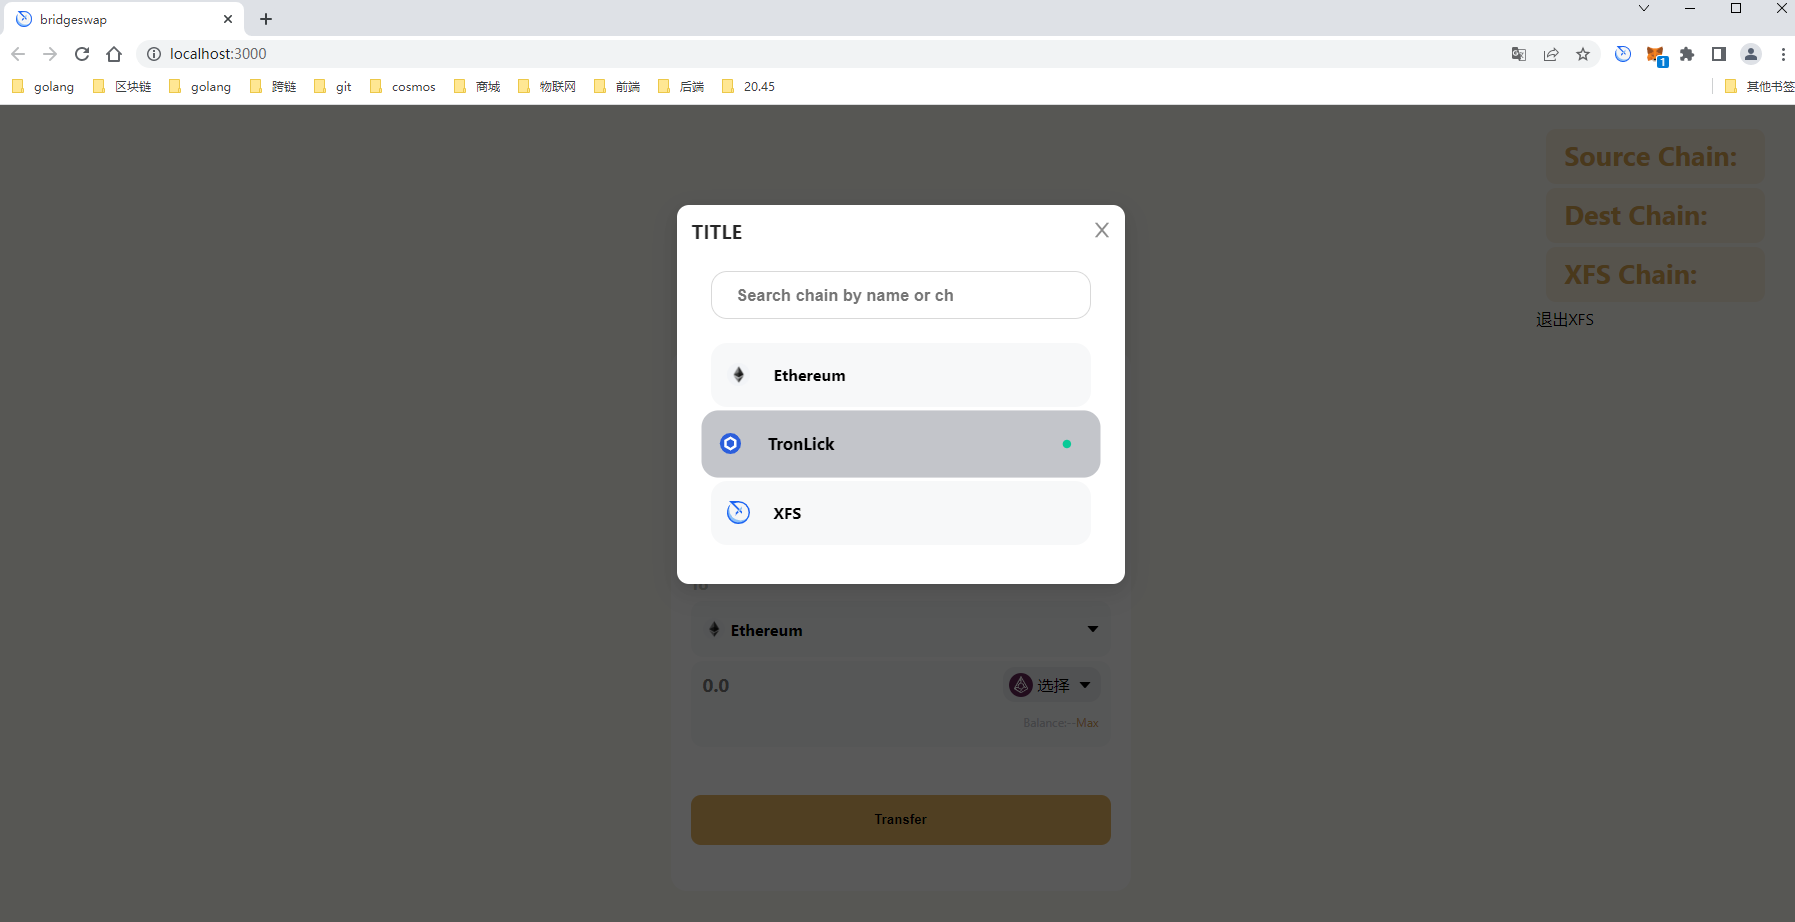 bridgeswap
localhost:3000
1
golang
区块链
golang
跨链
git
cosmos
商城
物联网
前端
后端
20.45
其他书签
Source Chain:
Dest Chain:
XFS Chain:
退出XFS
TITLE
Search chain by name or ch
Ethereum
TronLick
XFS
Ethereum
0.0
选择
Balance:--Max
Transfer